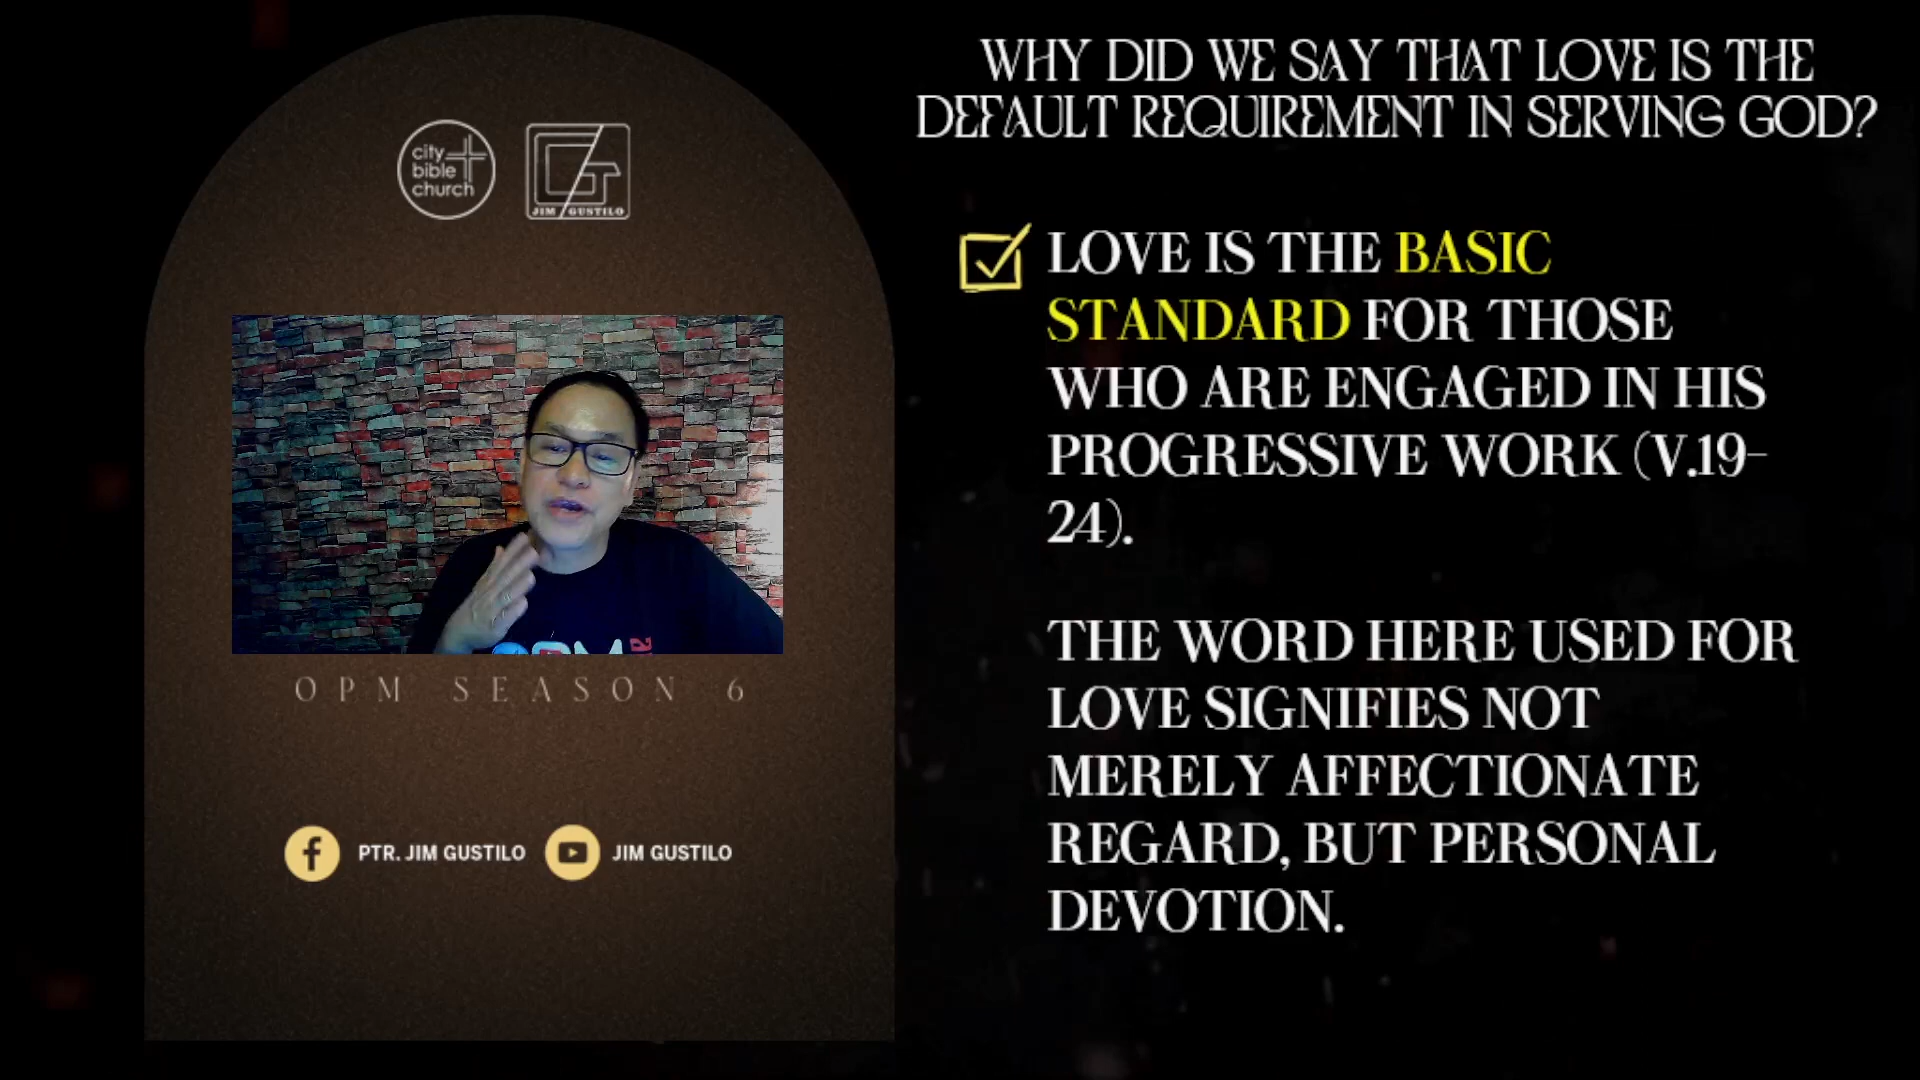 city
bible
church
JIM GUSTILO
OPM SEASON 6
PTR. JIM GUSTILO
JIM GUSTILO
WHY DID WE SAY THAT LOVE IS THE
DEFAULT REQUIREMENT IN SERVING GOD?
LOVE IS THE BASIC
STANDARD FOR THOSE
WHO ARE ENGAGED IN HIS
PROGRESSIVE WORK (V.19-
24).
THE WORD HERE USED FOR
LOVE SIGNIFIES NOT
MERELY AFFECTIONATE
REGARD, BUT PERSONAL
DEVOTION.